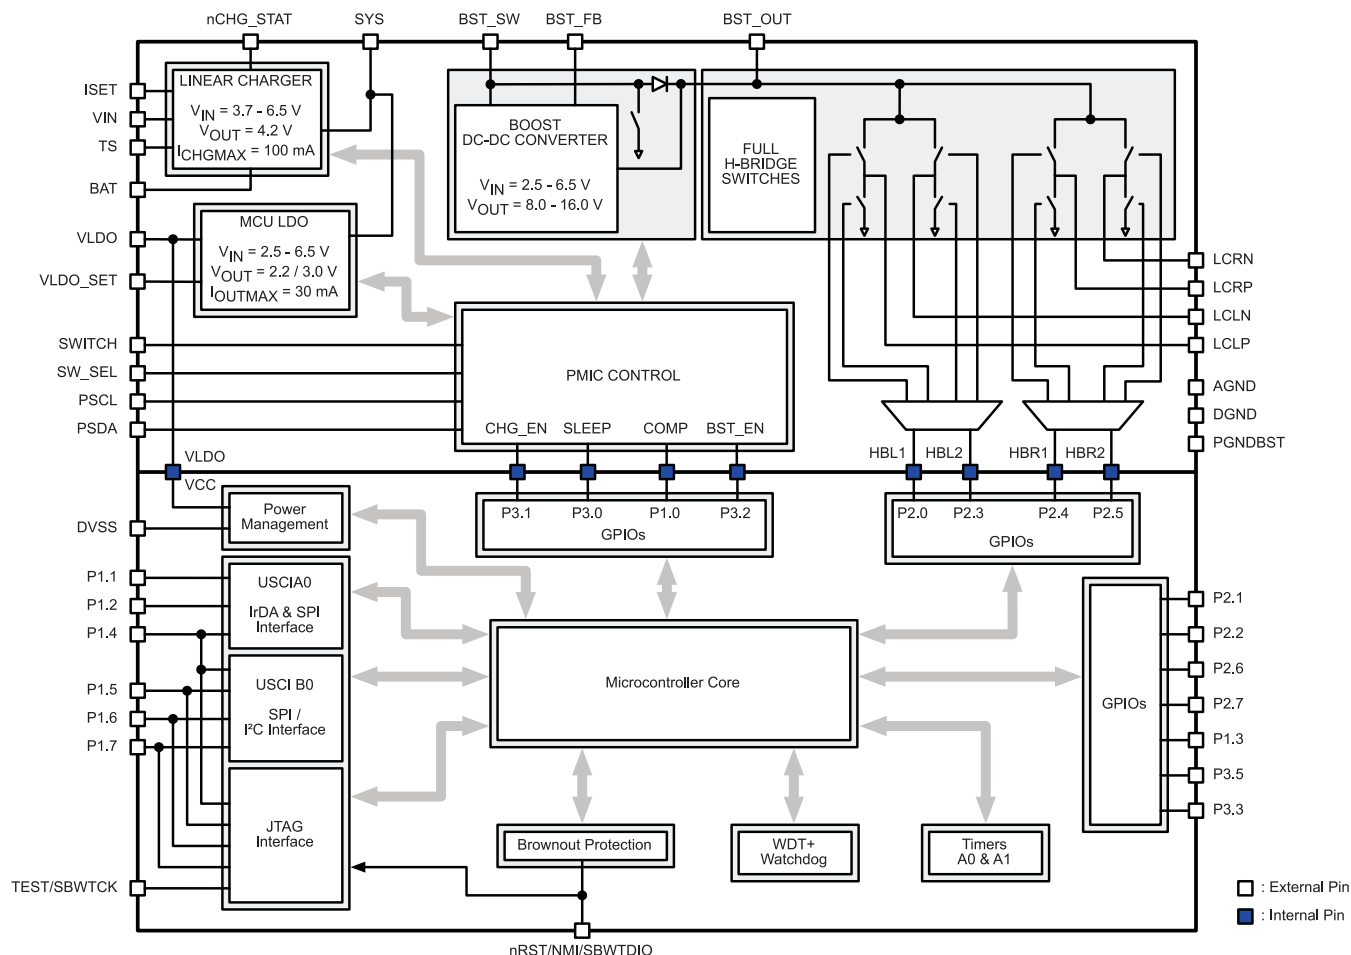 nCHG_STAT
SYS
BST_SW
BST_FB
BST_OUT
ISET
VIN
TS
BAT
VLDO
VLDO_SET
SWITCH
SW_SEL
PSCL
PSDA
LINEAR CHARGER
VIN = 3.7 - 6.5 V
VOUT = 4.2 V
ICHGMAX = 100 mA
MCU LDO
VIN = 2.5 - 6.5 V
VOUT = 2.2 / 3.0 V
IOUTMAX = 30 mA
BOOST
DC-DC CONVERTER
VIN = 2.5 - 6.5 V
VOUT = 8.0 - 16.0 V
FULL
H-BRIDGE
SWITCHES
LCRN
LCRP
LCLN
LCLP
AGND
DGND
PGNDBST
PMIC CONTROL
CHG_EN
SLEEP
COMP
BST_EN
HBL1
HBL2
HBR1
HBR2
VLDO
VCC
DVSS
P1.1
P1.2
P1.4
P1.5
P1.6
P1.7
TEST/SBWTCK
Power
Management
USCIA0
IrDA & SPI
Interface
USCI B0
SPI /
I²C Interface
JTAG
Interface
P3.1
P3.0
P1.0
P3.2
GPIOs
P2.0
P2.3
P2.4
P2.5
GPIOs
Microcontroller Core
GPIOs
P2.1
P2.2
P2.6
P2.7
P1.3
P3.5
P3.3
Brownout Protection
WDT+
Watchdog
Timers
A0 & A1
nRST/NMI/SBWTDIO
: External Pin
: Internal Pin